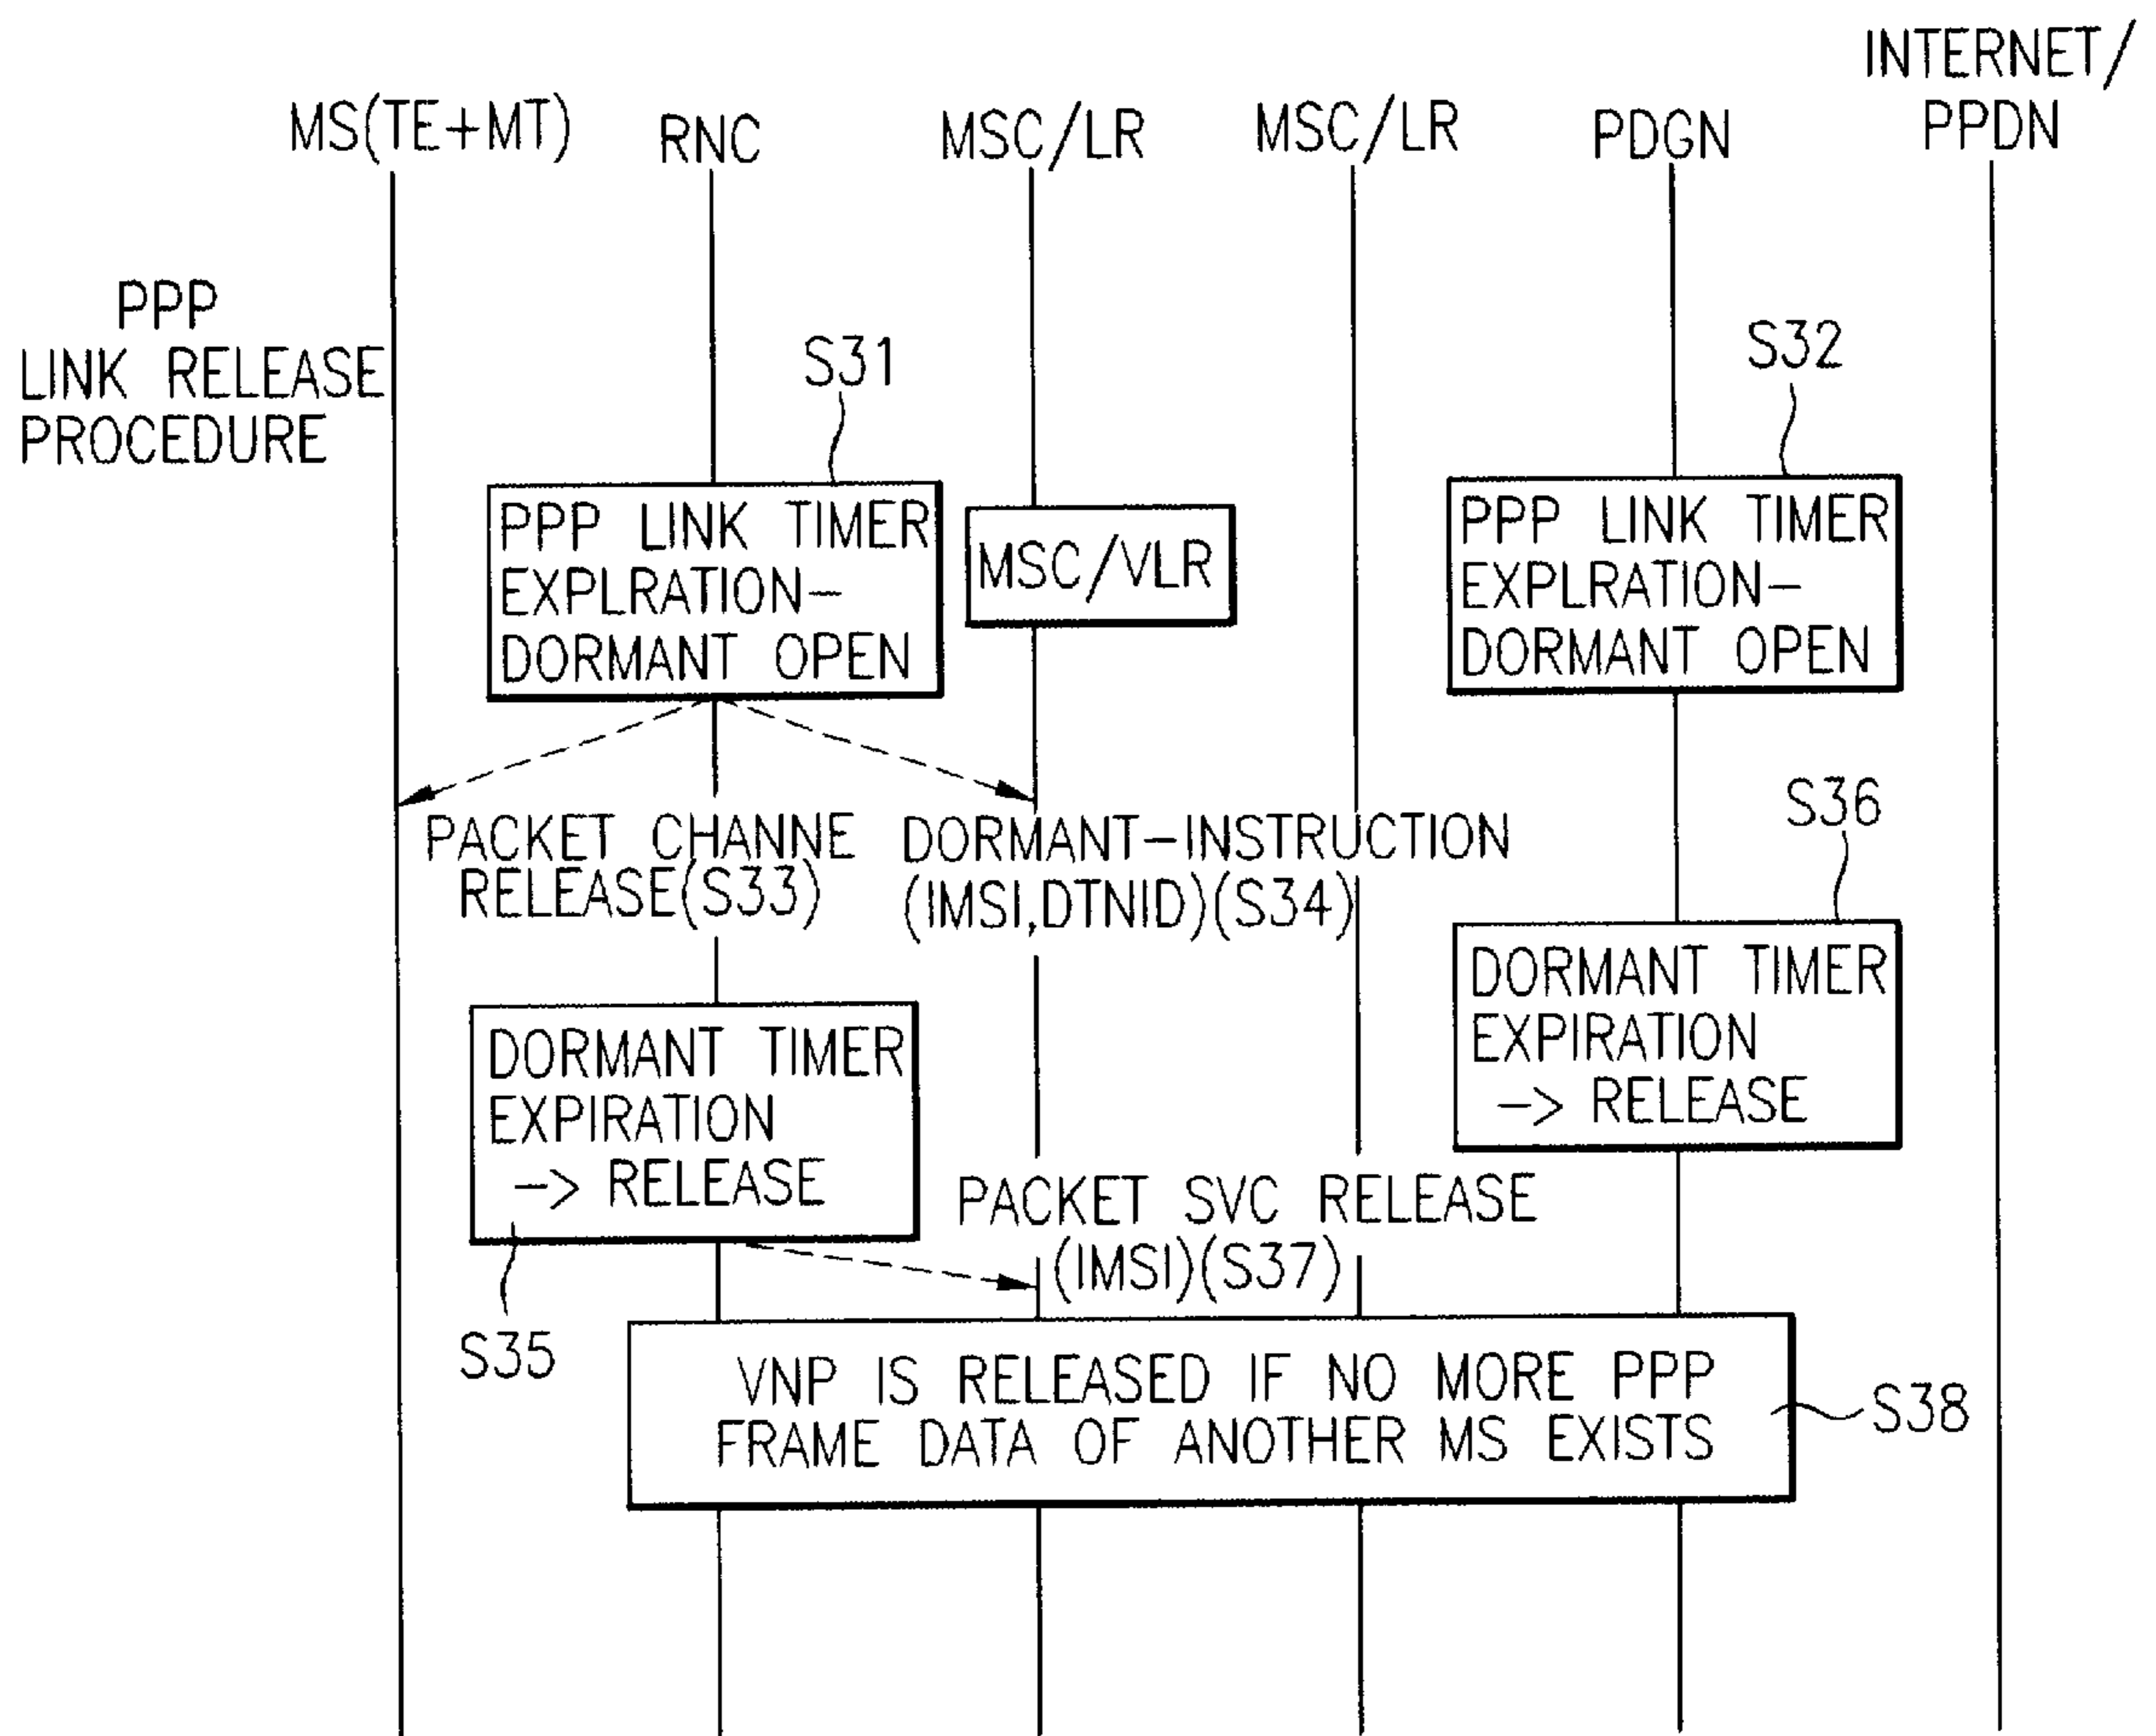 INTERNET/
PPDN
MS(TE+MT)
RNC
MSC/LR
MSC/LR
PDGN
PPP
LINK RELEASE
PROCEDURE
S31
S32
PPP LINK TIMER
EXPLRATION-
DORMANT OPEN
MSC/VLR
PPP LINK TIMER
EXPLRATION-
DORMANT OPEN
PACKET CHANNE
RELEASE(S33)
DORMANT-INSTRUCTION
(IMSI,DTNID)(S34)
S36
DORMANT TIMER
EXPIRATION
-> RELEASE
DORMANT TIMER
EXPIRATION
-> RELEASE
PACKET SVC RELEASE
(IMSI)(S37)
S35
VNP IS RELEASED IF NO MORE PPP
FRAME DATA OF ANOTHER MS EXISTS
S38